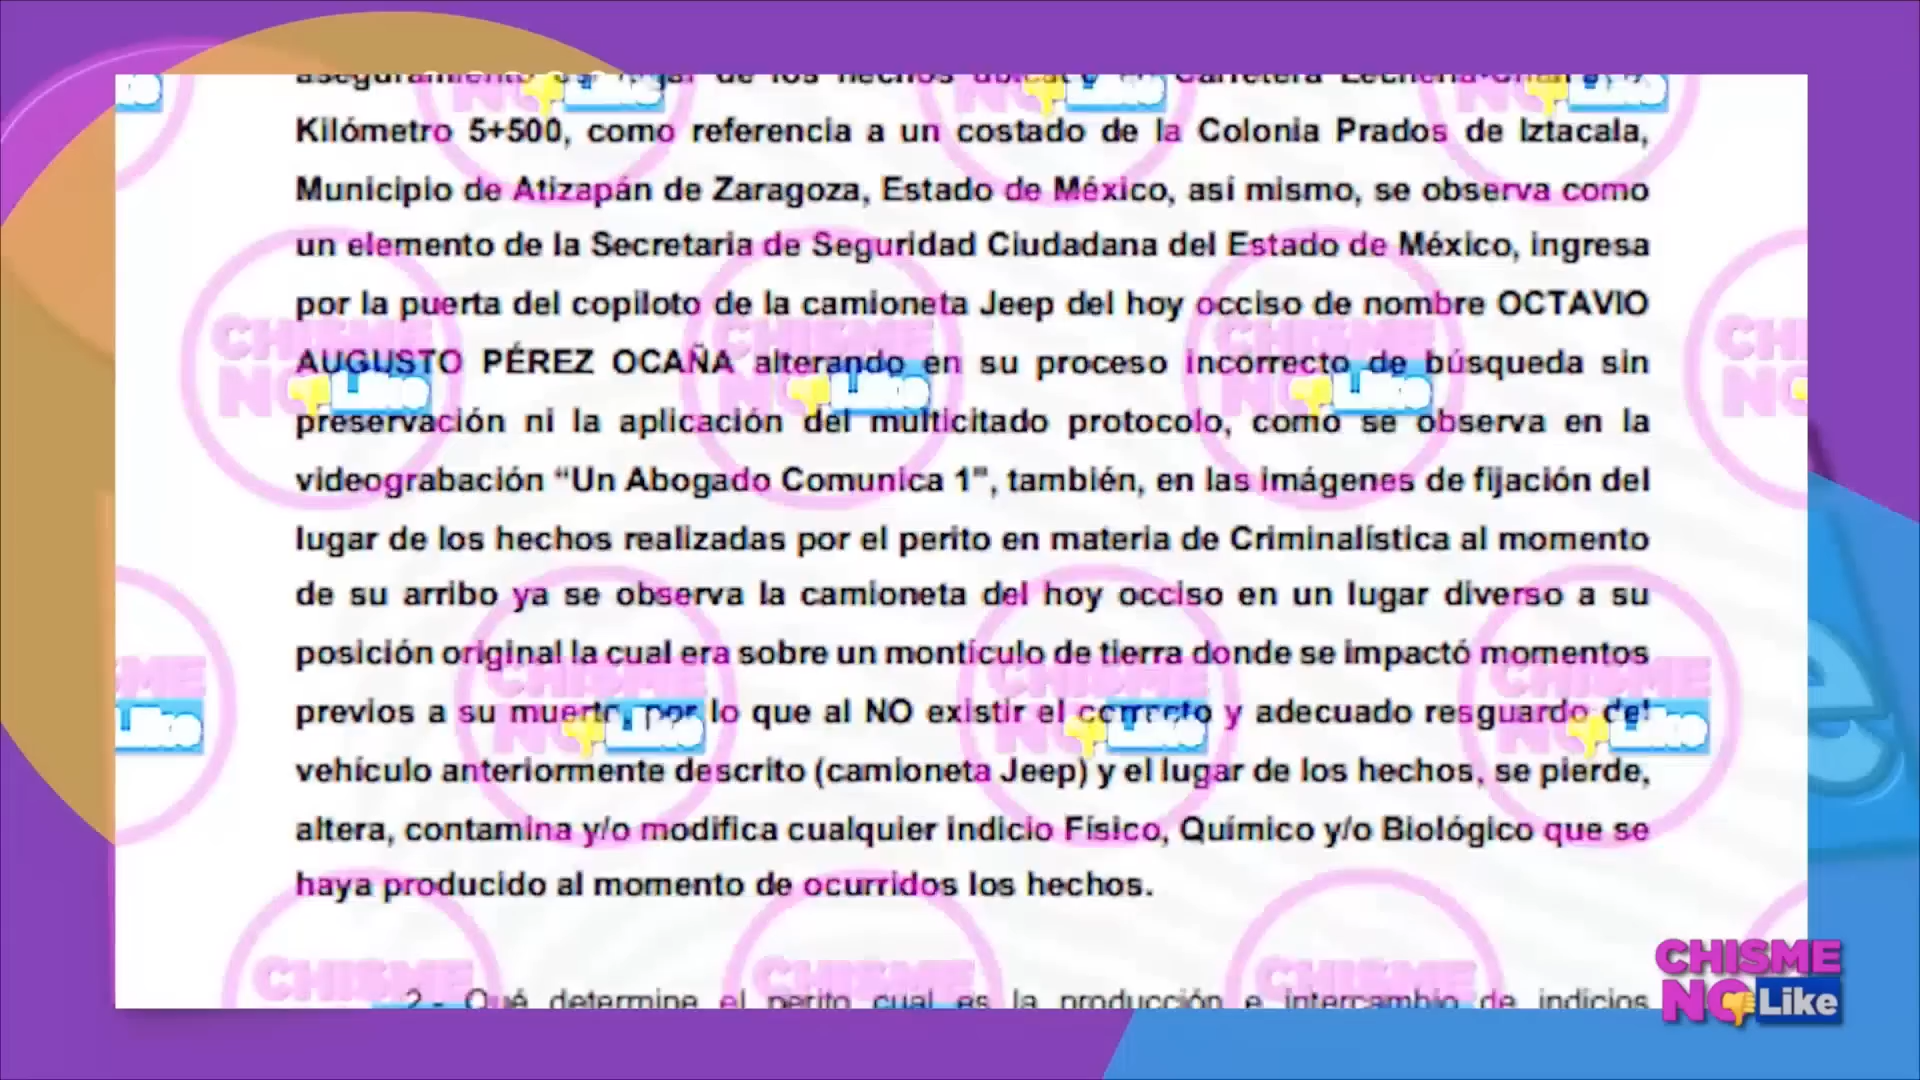 aseguramiento del lugar de los hechos ubicado en Carretera Lechería
Kilómetro 5+500, como referencia a un costado de la Colonia Prados de Iztacala,
Municipio de Atizapán de Zaragoza, Estado de México, así mismo, se observa como
un elemento de la Secretaria de Seguridad Ciudadana del Estado de México, ingresa
por la puerta del copiloto de la camioneta Jeep del hoy occiso de nombre OCTAVIO
AUGUSTO PÉREZ OCAÑA alterando en su proceso incorrecto de búsqueda sin
preservación ni la aplicación del multicitado protocolo, como se observa en la
videograbación “Un Abogado Comunica 1”, también, en las imágenes de fijación del
lugar de los hechos realizadas por el perito en materia de Criminalística al momento
de su arribo ya se observa la camioneta del hoy occiso en un lugar diverso a su
posición original la cual era sobre un montículo de tierra donde se impactó momentos
previos a su muerte, por lo que al NO existir el correcto y adecuado resguardo del
vehículo anteriormente descrito (camioneta Jeep) y el lugar de los hechos, se pierde,
altera, contamina y/o modifica cualquier indicio Físico, Químico y/o Biológico que se
haya producido al momento de ocurridos los hechos.
2.- Qué determine el perito cual es la producción e intercambio de indicios
CHISME
NO Like